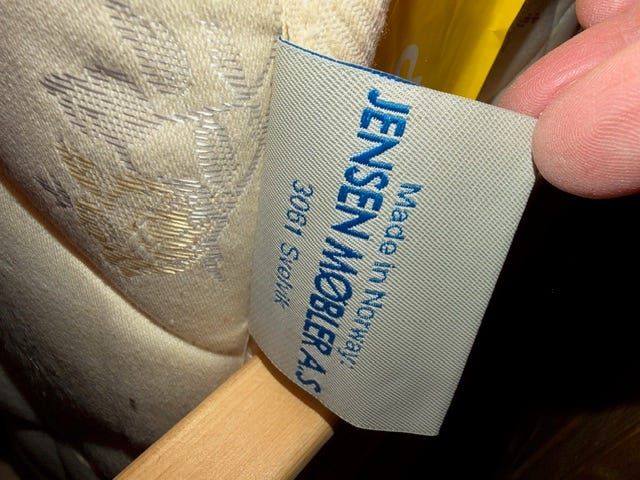 Made in Norway:
JENSEN MØBLER A.S
3061 Svelvik